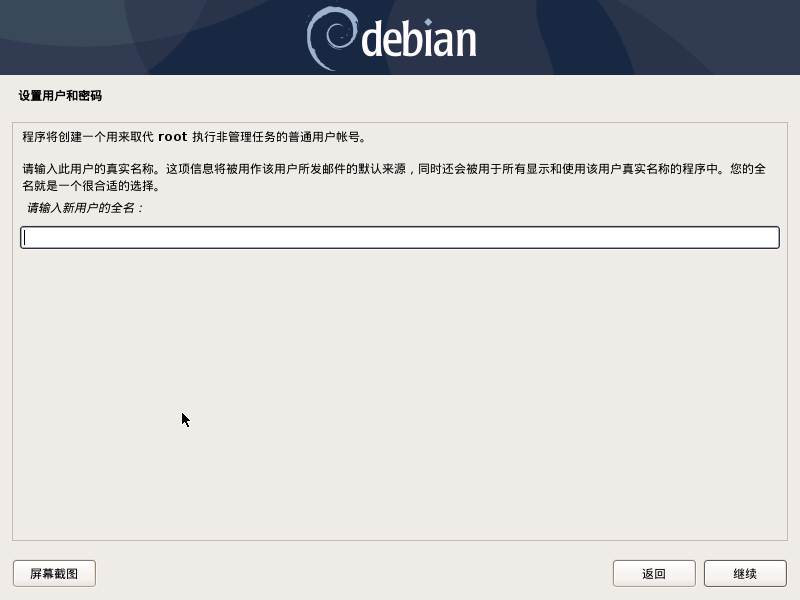 debian
设置用户和密码
程序将创建一个用来取代 root 执行非管理任务的普通用户帐号。
请输入此用户的真实名称。这项信息将被用作该用户所发邮件的默认来源，同时还会被用于所有显示和使用该用户真实名称的程序中。您的全
名就是一个很合适的选择。
请输入新用户的全名：
屏幕截图
返回
继续